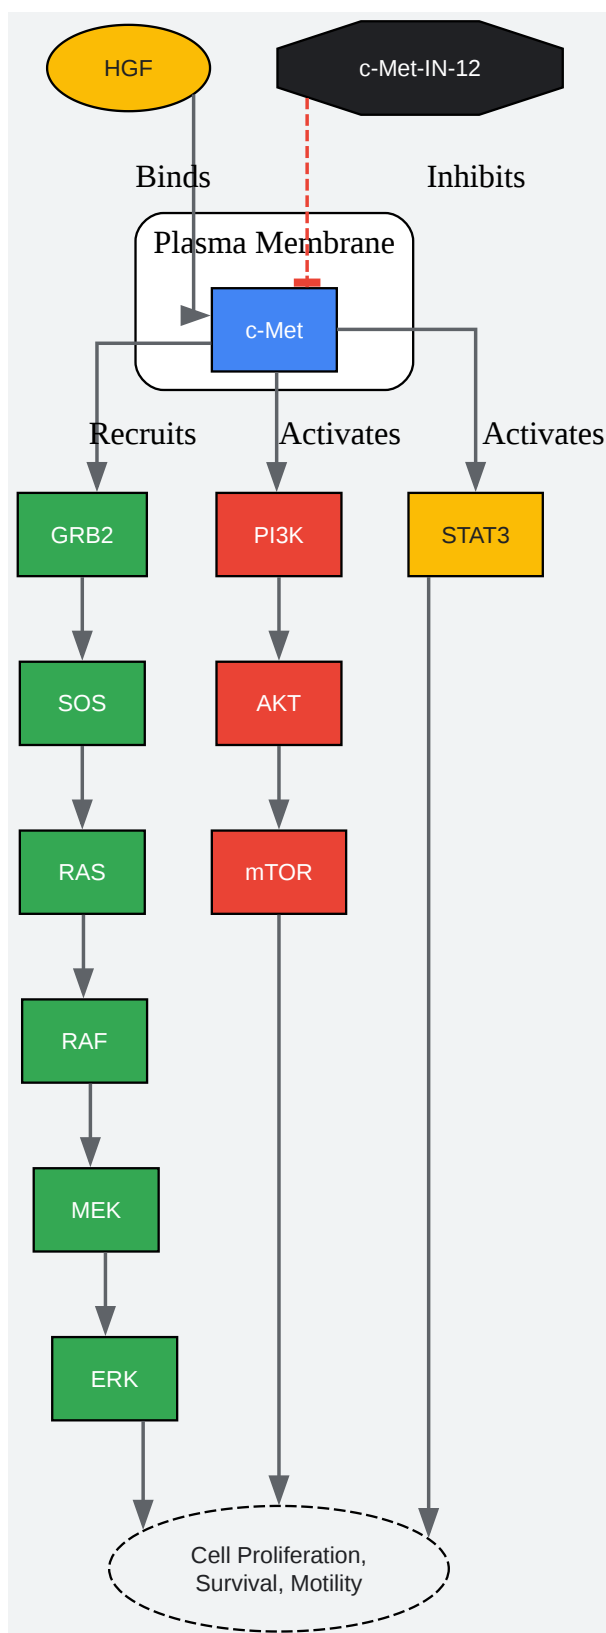 HGF
c-Met-IN-12
Binds
Inhibits
Plasma Membrane
c-Met
Recruits
Activates
Activates
GRB2
PI3K
STAT3
SOS
AKT
RAS
mTOR
RAF
MEK
ERK
Cell Proliferation,
Survival, Motility